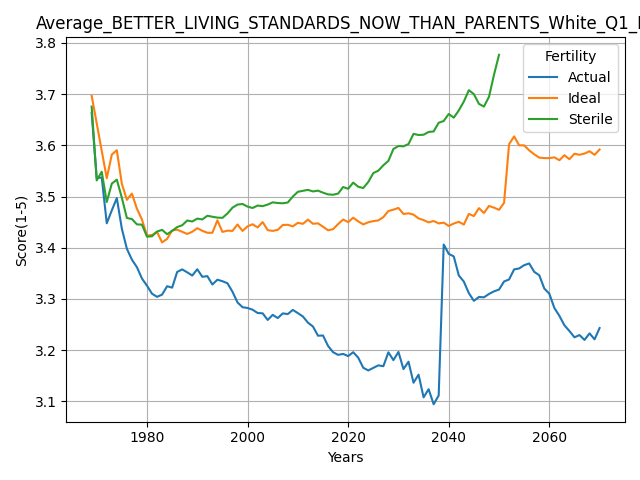 Average_BETTER_LIVING_STANDARDS_NOW_THAN_PARENTS_White_Q1_
Fertility
Actual
Ideal
Sterile
Score(1-5)
3.8
3.7
3.6
3.5
3.4
3.3
3.2
3.1
1980
2000
2020
2040
2060
Years